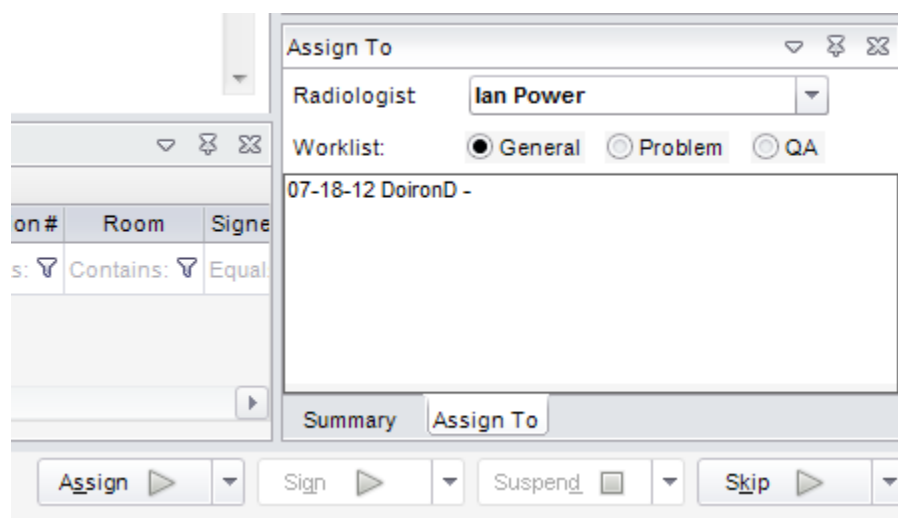 Assign To
Radiologist Ian Power
Worklist: General Problem QA
07-18-12 DoironD -
on# Room Signe
s: Contains: Equal
Summary Assign To
Assign Sign Suspend Skip